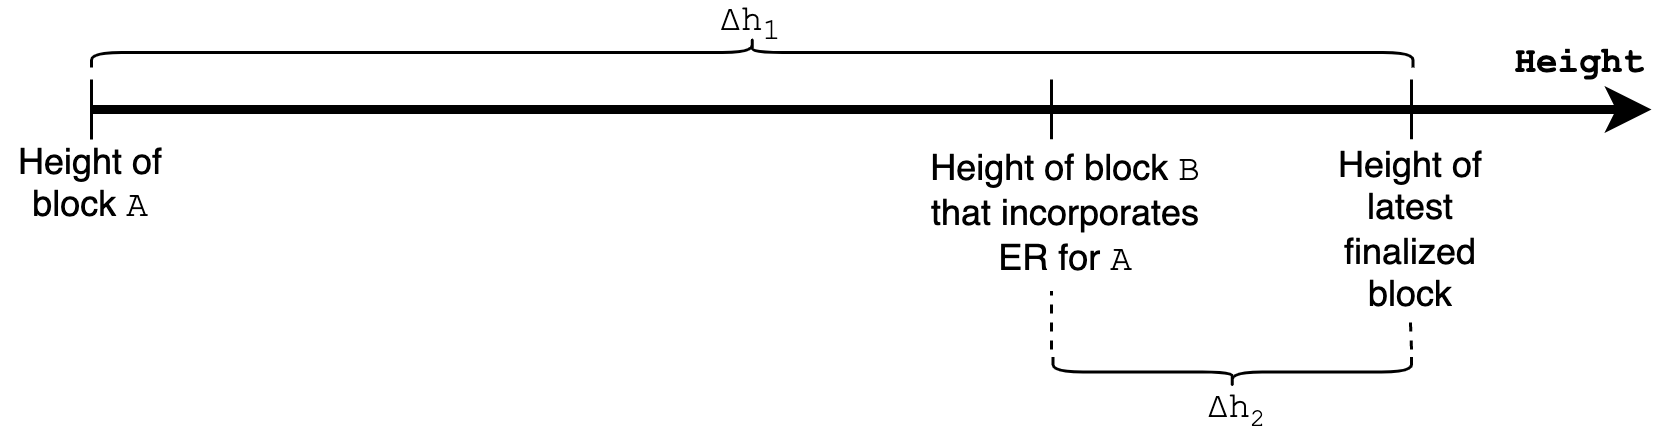 Δh₁
Height
Height of
block A
Height of block B
that incorporates
ER for A
Height of
latest
finalized
block
Δh₂